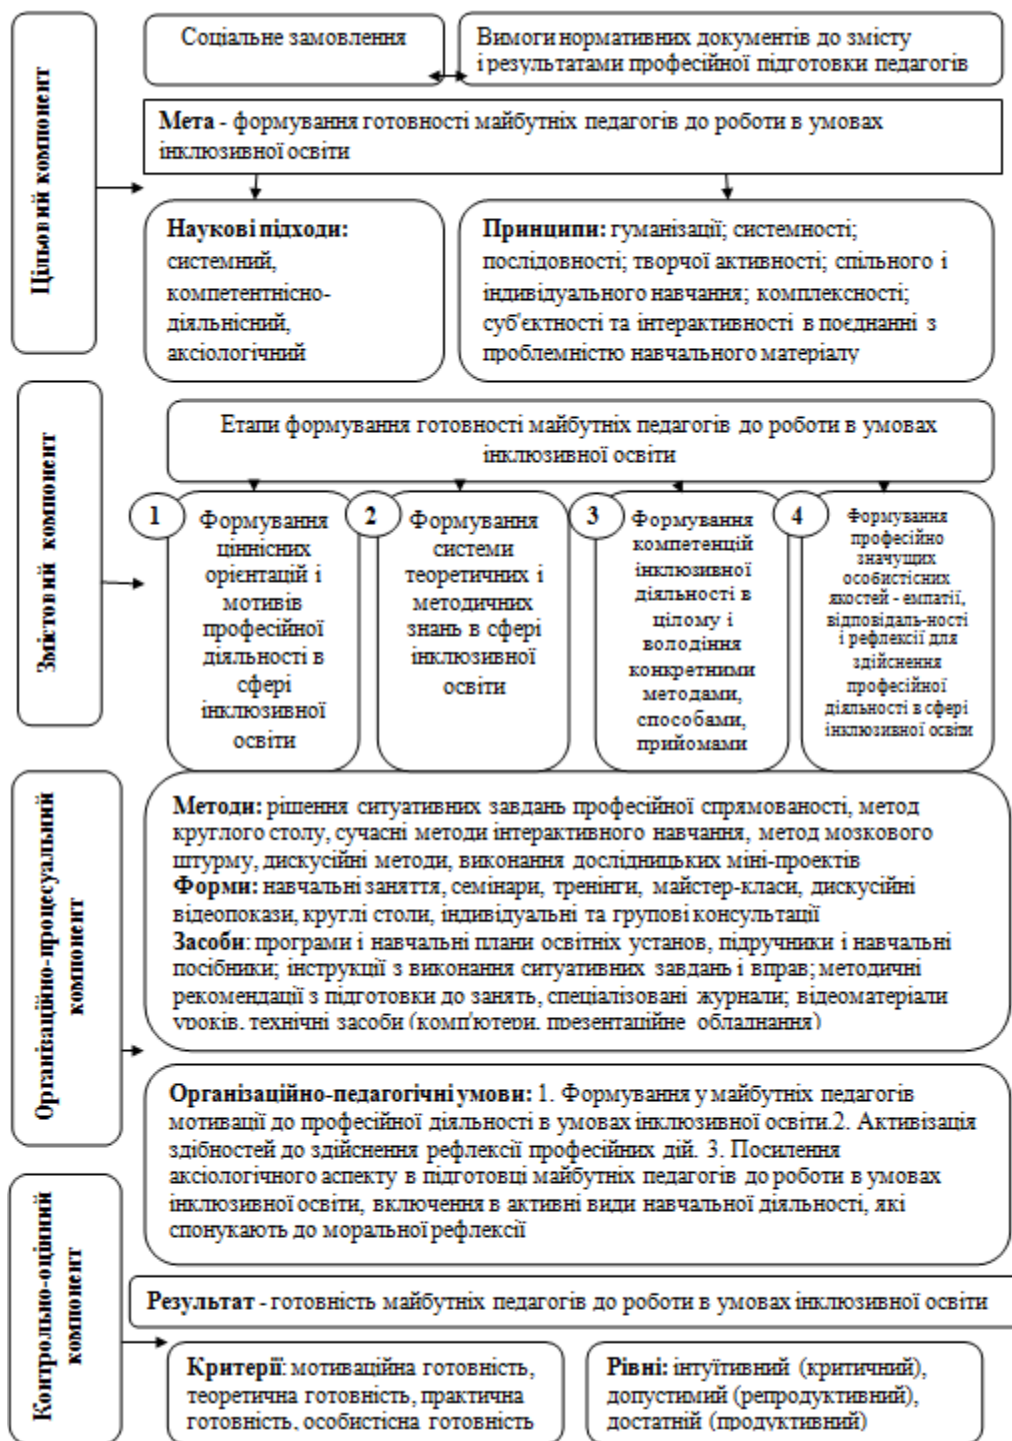 Цільовий компонент
Соціальне замовлення
Вимоги нормативних документів до змісту
і результатами професійної підготовки педагогів
Мета - формування готовності майбутніх педагогів до роботи в умовах
інклюзивної освіти
Наукові підходи:
системний,
компетентнісно-
діяльнісний,
аксіологічний
Принципи: гуманізації; системності;
послідовності; творчої активності; спільного і
індивідуального навчання; комплексності;
суб'єктності та інтерактивності в поєднанні з
проблемністю навчального матеріалу
Змістовий компонент
Етапи формування готовності майбутніх педагогів до роботи в умовах
інклюзивної освіти
1
Формування
ціннісних
орієнтацій і
мотивів
професійної
діяльності в
сфері
інклюзивної
освіти
2
Формування
системи
теоретичних і
методичних
знань в сфері
інклюзивної
освіти
3
Формування
компетенцій
інклюзивної
діяльності в
цілому і
володіння
конкретними
методами,
способами,
прийомами
4
Формування
професійно
значущих
особистісних
якостей - емпатії,
відповідаль-ності
і рефлексії для
здійснення
професійної
діяльності в сфері
інклюзивної освіти
Організаційно-процесуальний
компонент
Методи: рішення ситуативних завдань професійної спрямованості, метод
круглого столу, сучасні методи інтерактивного навчання, метод мозкового
штурму, дискусійні методи, виконання дослідницьких міні-проектів
Форми: навчальні заняття, семінари, тренінги, майстер-класи, дискусійні
відеопокази, круглі столи, індивідуальні та групові консультації
Засоби: програми і навчальні плани освітніх установ, підручники і навчальні
посібники; інструкції з виконання ситуативних завдань і вправ; методичні
рекомендації з підготовки до занять, спеціалізовані журнали; відеоматеріали
уроків, технічні засоби (комп'ютери, презентаційне обладнання)
Організаційно-педагогічні умови: 1. Формування у майбутніх педагогів
мотивації до професійної діяльності в умовах інклюзивної освіти.2. Активізація
здібностей до здійснення рефлексії професійних дій. 3. Посилення
аксіологічного аспекту в підготовці майбутніх педагогів до роботи в умовах
інклюзивної освіти, включення в активні види навчальної діяльності, які
спонукають до моральної рефлексії
Контрольно-оцінний
компонент
Результат - готовність майбутніх педагогів до роботи в умовах інклюзивної освіти
Критерії: мотиваційна готовність,
теоретична готовність, практична
готовність, особистісна готовність
Рівні: інтуїтивний (критичний),
допустимий (репродуктивний),
достатній (продуктивний)